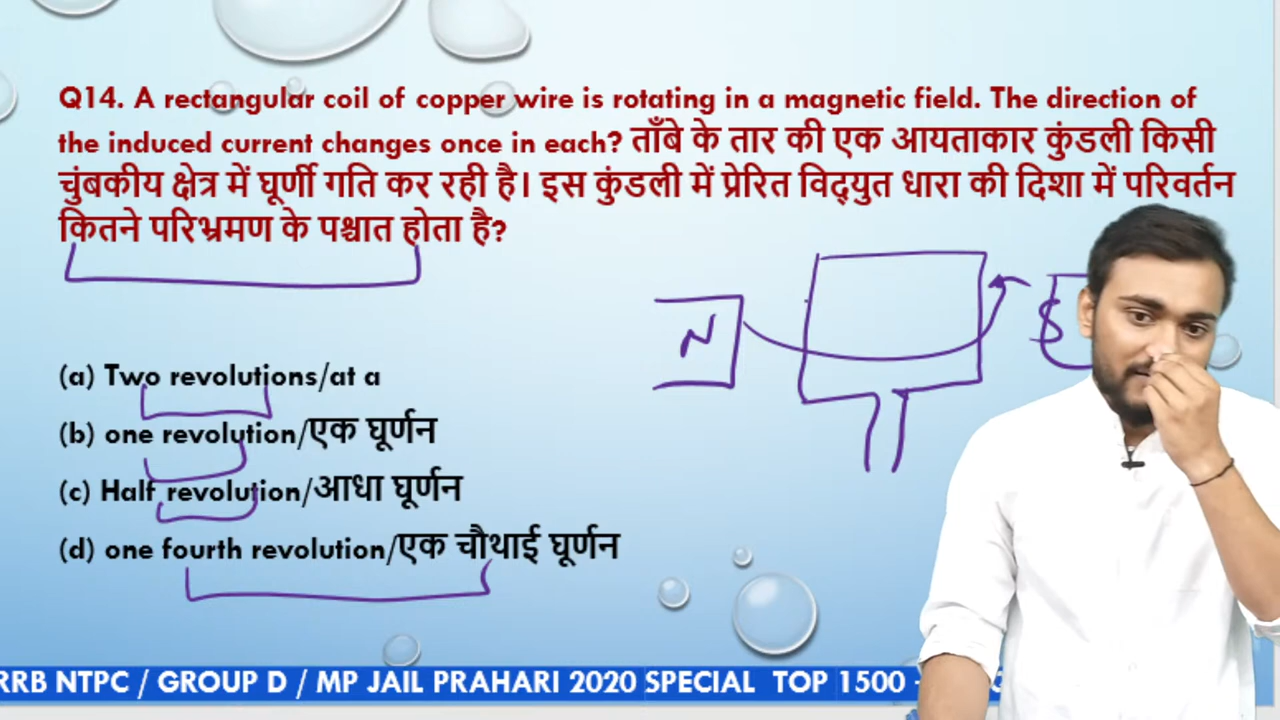 Q14. A rectangular coil of copper wire is rotating in a magnetic field. The direction of
the induced current changes once in each? ताँबे के तार की एक आयताकार कुंडली किसी
चुंबकीय क्षेत्र में घूर्णी गति कर रही है। इस कुंडली में प्रेरित विद्युत धारा की दिशा में परिवर्तन
कितने परिभ्रमण के पश्चात होता है?
N
S
(a) Two revolutions/at a
(b) one revolution/एक घूर्णन
(c) Half revolution/आधा घूर्णन
(d) one fourth revolution/एक चौथाई घूर्णन
RRB NTPC / GROUP D / MP JAIL PRAHARI 2020 SPECIAL TOP 1500